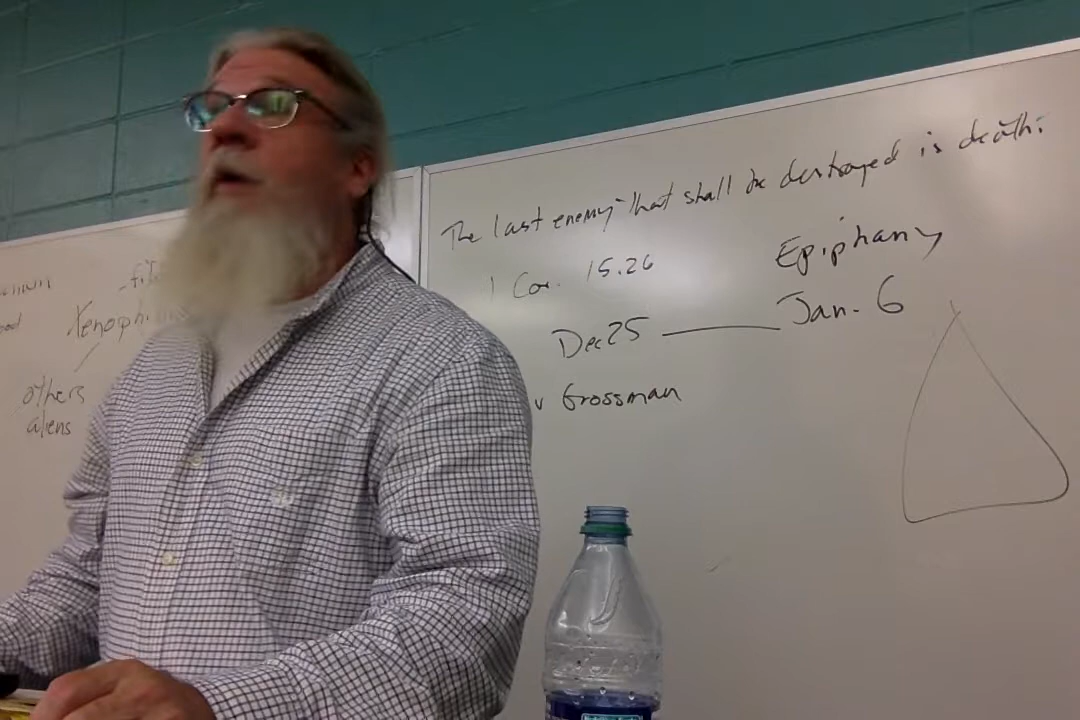 The last enemy that shall be destroyed is death.
1 Cor. 15.26
Epiphany
Dec 25 — Jan. 6
v Grossman
others
aliens